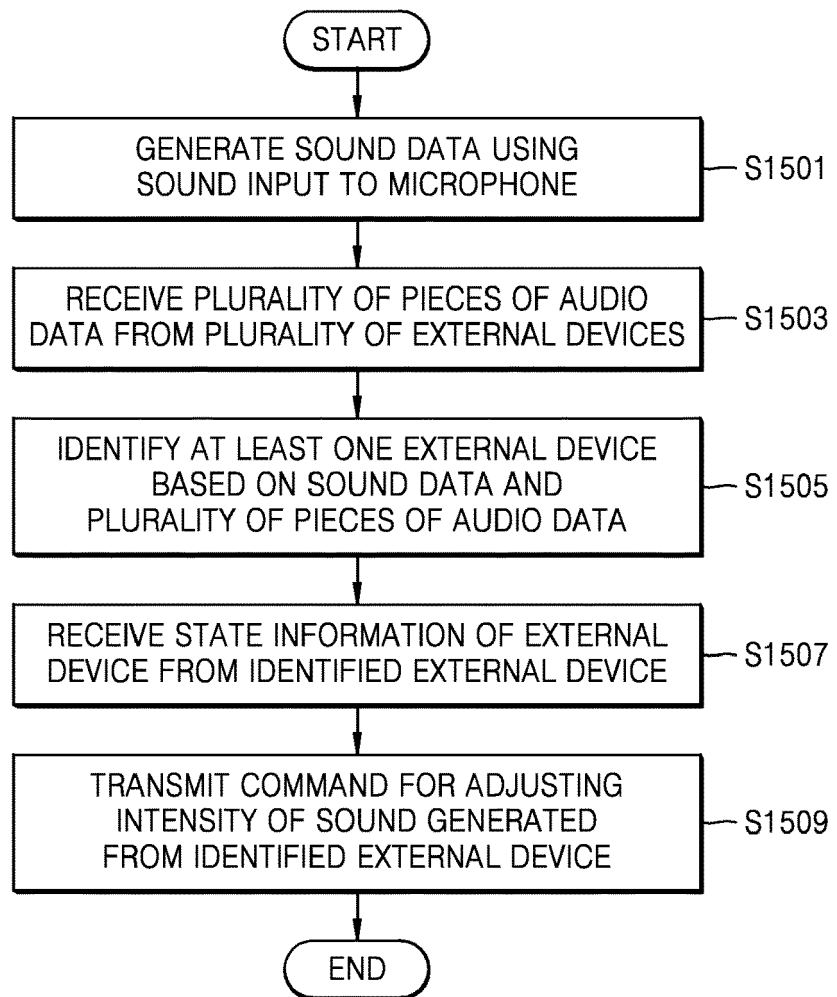 START
GENERATE SOUND DATA USING
SOUND INPUT TO MICROPHONE
S1501
RECEIVE PLURALITY OF PIECES OF AUDIO
DATA FROM PLURALITY OF EXTERNAL DEVICES
S1503
IDENTIFY AT LEAST ONE EXTERNAL DEVICE
BASED ON SOUND DATA AND
PLURALITY OF PIECES OF AUDIO DATA
S1505
RECEIVE STATE INFORMATION OF EXTERNAL
DEVICE FROM IDENTIFIED EXTERNAL DEVICE
S1507
TRANSMIT COMMAND FOR ADJUSTING
INTENSITY OF SOUND GENERATED
FROM IDENTIFIED EXTERNAL DEVICE
S1509
END